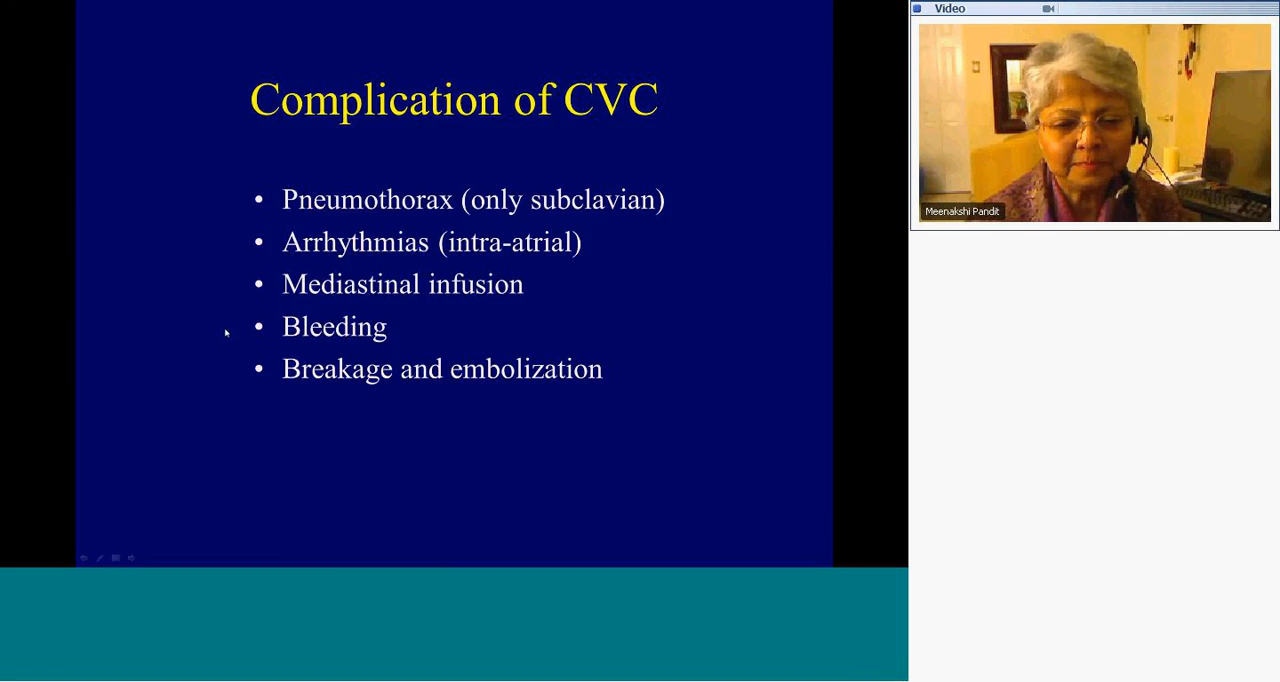 Complication of CVC
• Pneumothorax (only subclavian)
• Arrhythmias (intra-atrial)
• Mediastinal infusion
• Bleeding
• Breakage and embolization
Video
Meenakshi Pandit